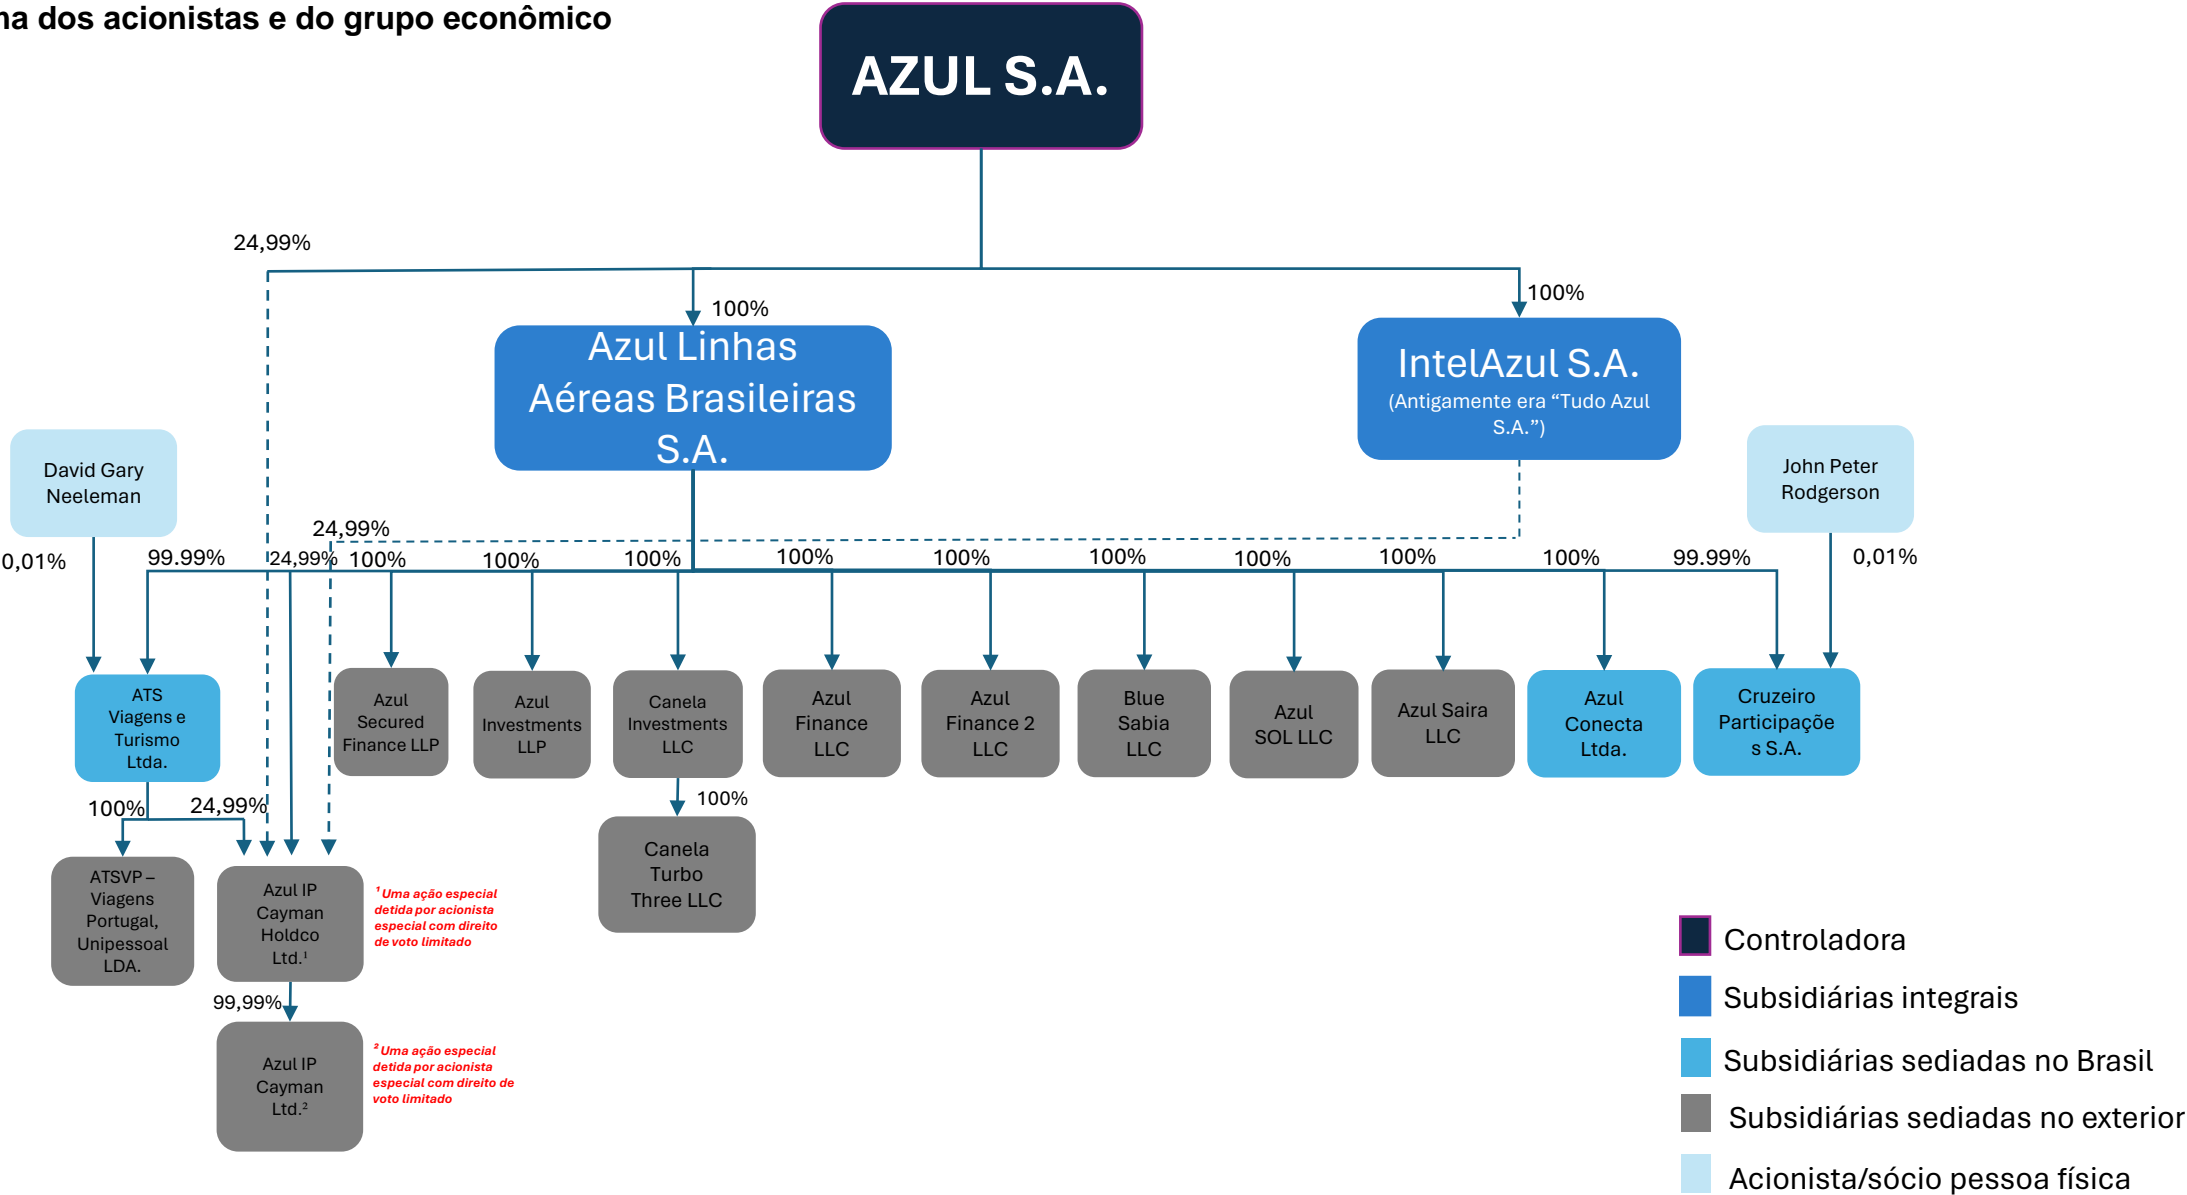 dos acionistas e do grupo econômico
AZUL S.A.
24,99%
100%
100%
Azul Linhas
Aéreas Brasileiras
S.A.
IntelAzul S.A.
(Antigamente era “Tudo Azul
S.A.”)
David Gary
Neeleman
John Peter
Rodgerson
24,99%
0,01%
99.99%
24,99%
100%
100%
100%
100%
100%
100%
100%
100%
100%
99.99%
0,01%
ATS
Viagens e
Turismo
Ltda.
Azul
Secured
Finance LLP
Azul
Investments
LLP
Canela
Investments
LLC
Azul
Finance
LLC
Azul
Finance 2
LLC
Blue
Sabia
LLC
Azul
SOL LLC
Azul Saira
LLC
Azul
Conecta
Ltda.
Cruzeiro
Participaçõe
s S.A.
100%
24,99%
100%
ATSVP –
Viagens
Portugal,
Unipessoal
LDA.
Azul IP
Cayman
Holdco
Ltd.¹
¹ Uma ação especial
detida por acionista
especial com direito
de voto limitado
Canela
Turbo
Three LLC
99,99%
Azul IP
Cayman
Ltd.²
² Uma ação especial
detida por acionista
especial com direito de
voto limitado
Controladora
Subsidiárias integrais
Subsidiárias sediadas no Brasil
Subsidiárias sediadas no exterior
Acionista/sócio pessoa física